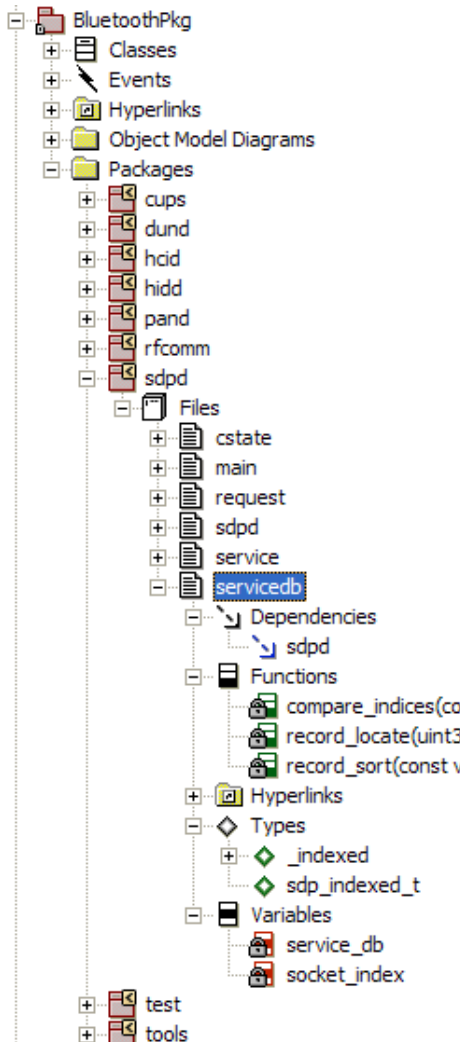 BluetoothPkg
Classes
Events
Hyperlinks
Object Model Diagrams
Packages
cups
dund
hcid
hidd
pand
rfcomm
sdpd
Files
cstate
main
request
sdpd
service
servicedb
Dependencies
sdpd
Functions
compare_indices(co
record_locate(uint3
record_sort(const v
Hyperlinks
Types
_indexed
sdp_indexed_t
Variables
service_db
socket_index
test
tools